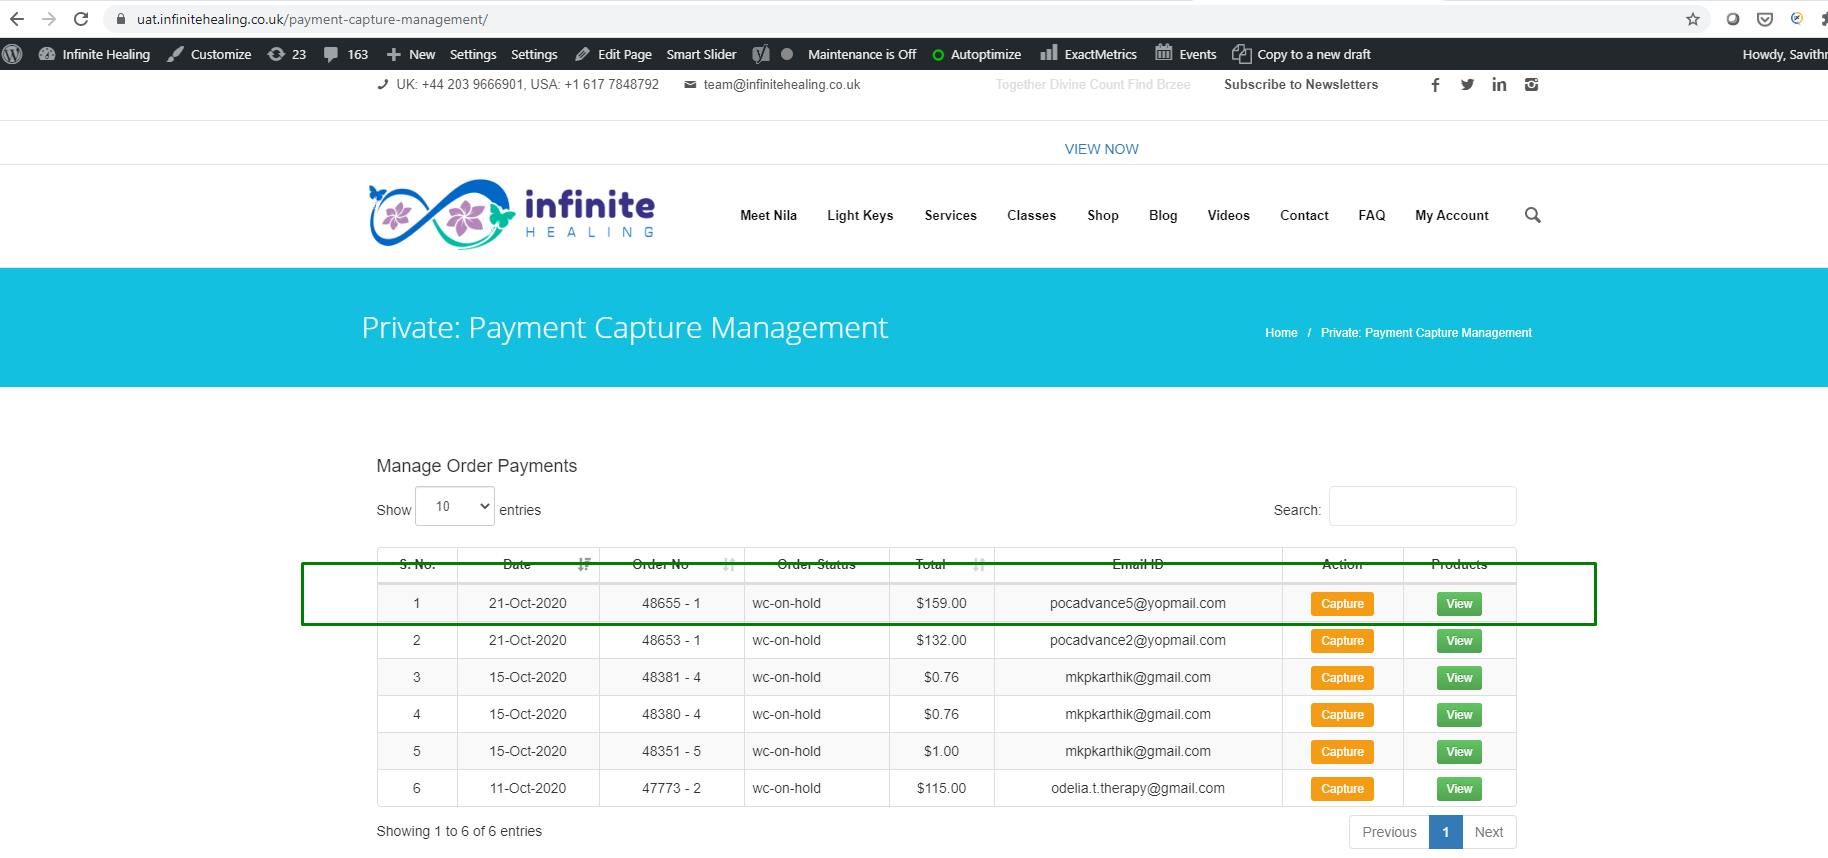 uat.infinitehealing.co.uk/payment-capture-management/
Infinite Healing Customize 23 163 New Settings Settings Edit Page Smart Slider Maintenance is Off Autoptimize ExactMetrics Events Copy to a new draft Howdy, Savithr
UK: +44 203 9666901, USA: +1 617 7848792 team@infinitehealing.co.uk Together Divine Count Find Brzee Subscribe to Newsletters
VIEW NOW
infinite
HEALING
Meet Nila Light Keys Services Classes Shop Blog Videos Contact FAQ My Account
Private: Payment Capture Management
Home / Private: Payment Capture Management
Manage Order Payments
Show 10 entries Search:
S. No. Date Order No Order Status Total Email ID Action Products
1 21-Oct-2020 48655 - 1 wc-on-hold $159.00 pocadvance5@yopmail.com Capture View
2 21-Oct-2020 48653 - 1 wc-on-hold $132.00 pocadvance2@yopmail.com Capture View
3 15-Oct-2020 48381 - 4 wc-on-hold $0.76 mkpkarthik@gmail.com Capture View
4 15-Oct-2020 48380 - 4 wc-on-hold $0.76 mkpkarthik@gmail.com Capture View
5 15-Oct-2020 48351 - 5 wc-on-hold $1.00 mkpkarthik@gmail.com Capture View
6 11-Oct-2020 47773 - 2 wc-on-hold $115.00 odelia.t.therapy@gmail.com Capture View
Showing 1 to 6 of 6 entries Previous 1 Next